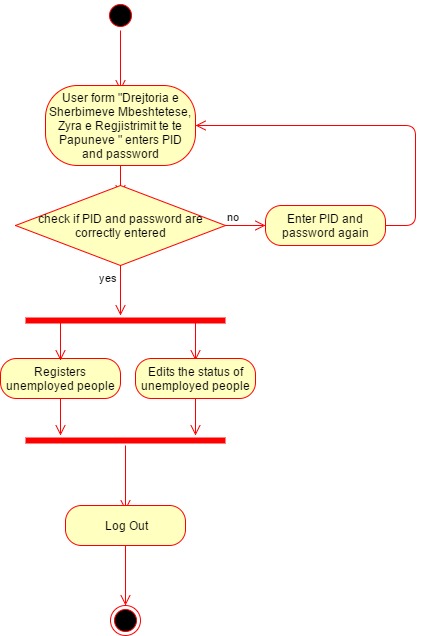 User form "Drejtoria e
Sherbimeve Mbeshtetese,
Zyra e Regjistrimit te te
Papuneve " enters PID
and password
check if PID and password are
correctly entered
no
Enter PID and
password again
yes
Registers
unemployed people
Edits the status of
unemployed people
Log Out